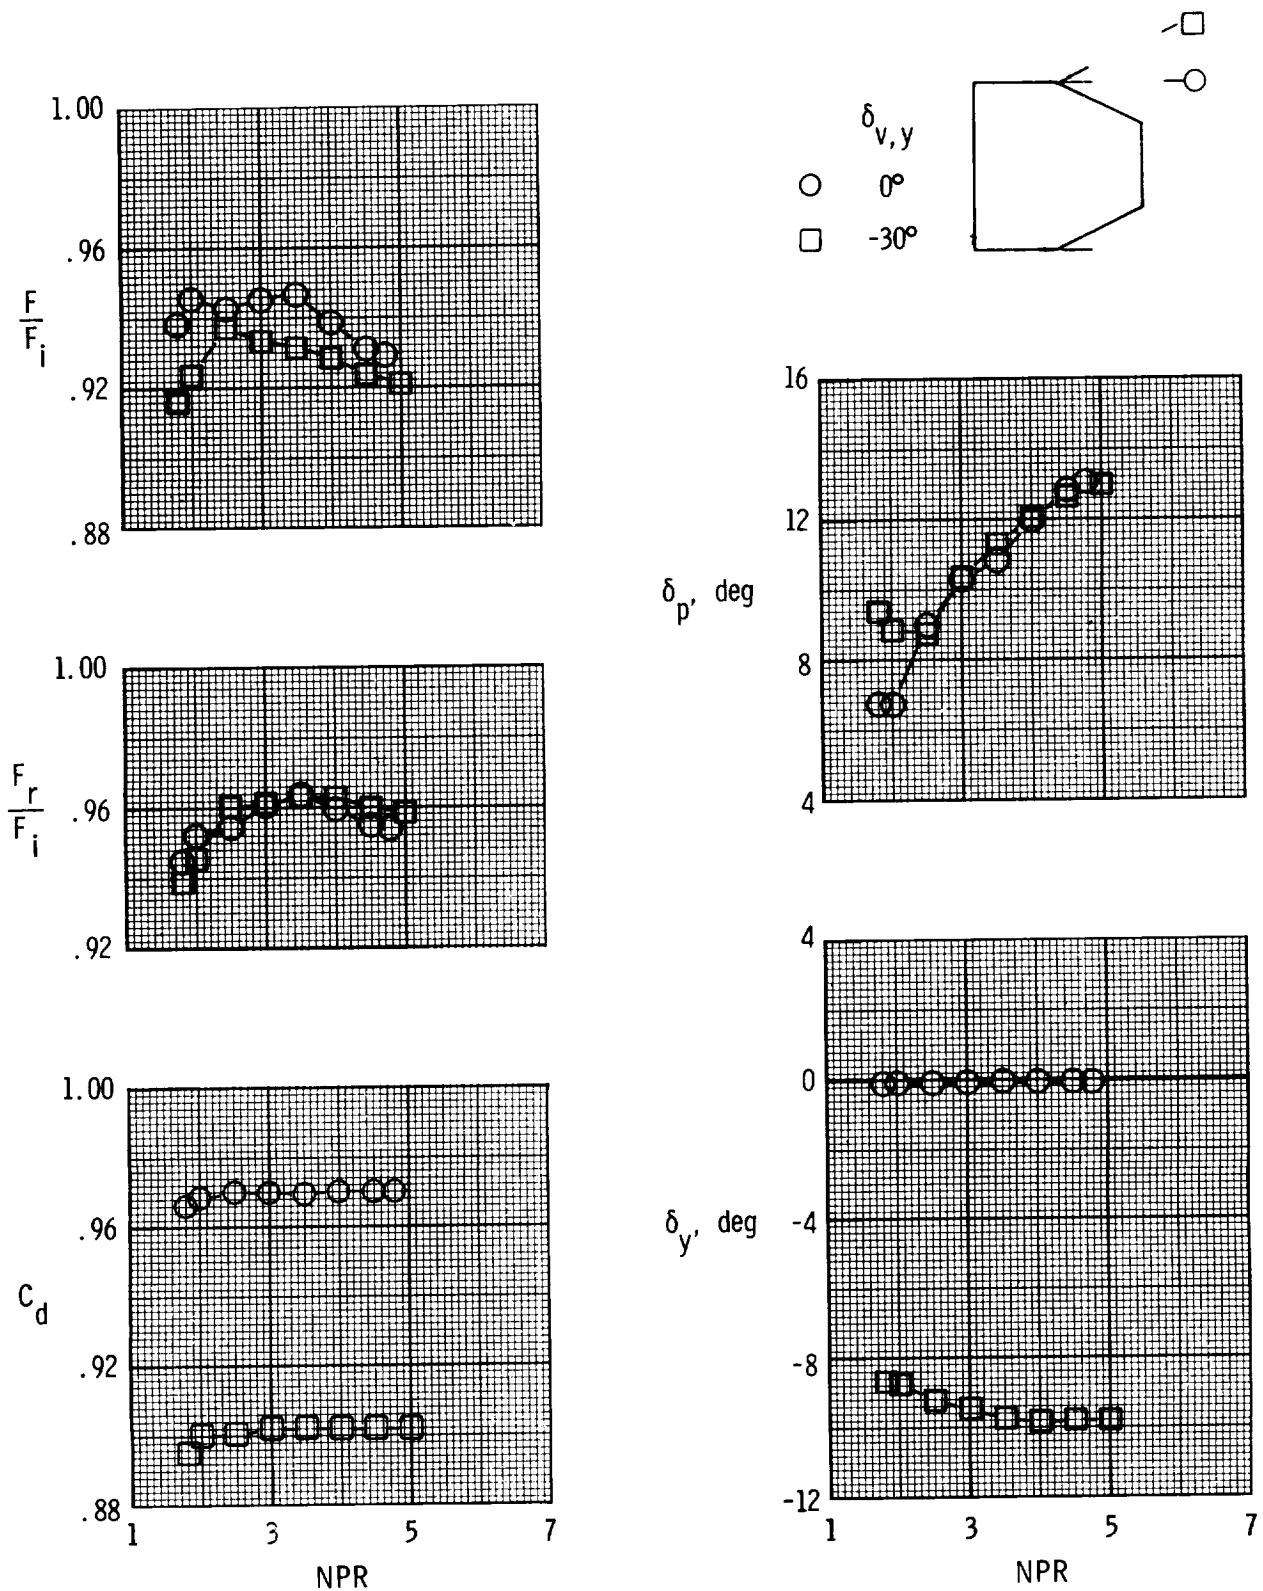 1.00
.96
.92
.88
F
F i
δ v, y
0°
-30°
16
12
8
4
δ p, deg
1.00
.96
.92
F r
F i
4
0
-4
-8
-12
δ y, deg
1 3 5 7
NPR
1.00
.96
.92
.88
C d
1 3 5 7
NPR